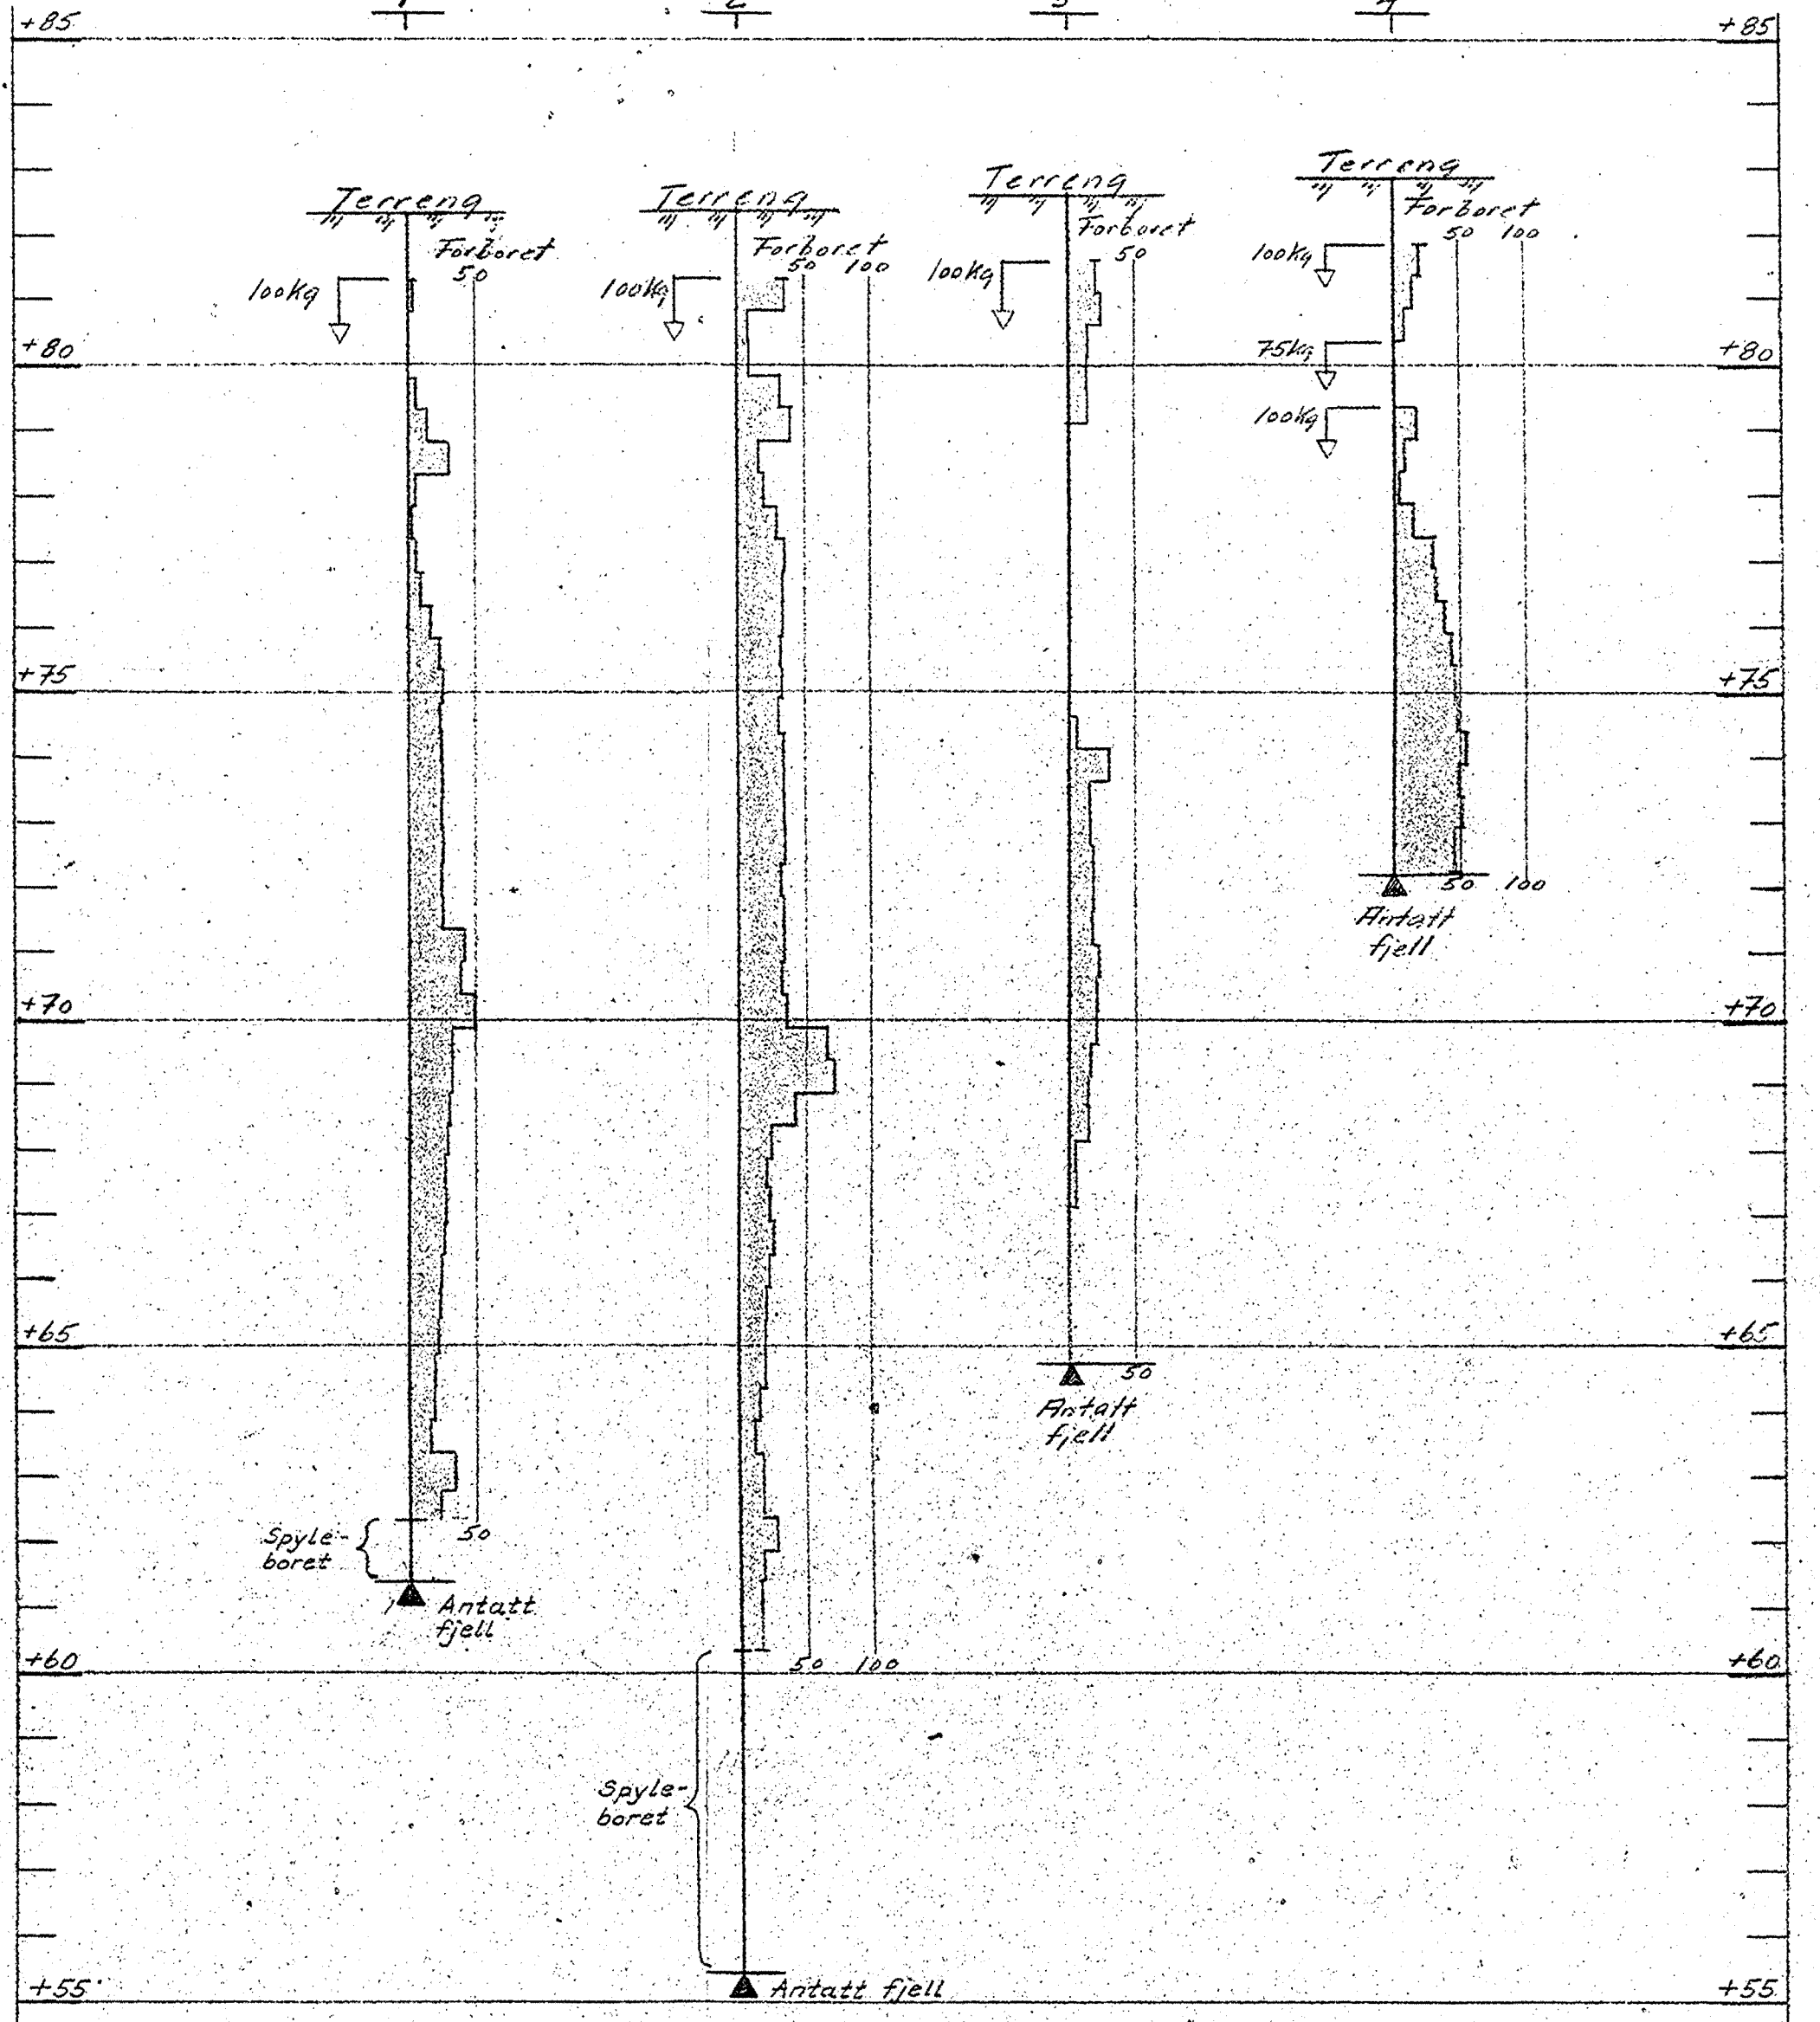 1 2 3 4
+85 +85
Terreng Terreng Terreng Terreng
Forboret Forboret Forboret Forboret
50 50 100 50 50 100
100kg 100kg 100kg 100kg
+80 75kg +80
100kg
+75 +75
50 100
Antatt
fjell
+70 +70
+65 +65
50
Antatt
fjell
Spyle-
boret
50
Antatt
fjell
+60 50 100 +60
Spyle-
boret
+55 Antatt fjell +55